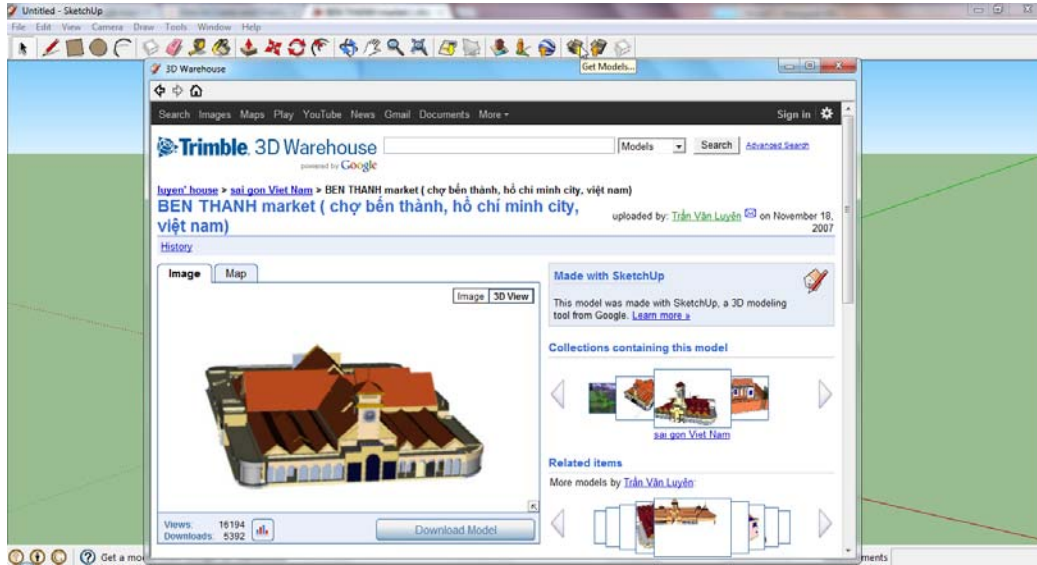 Untitled - SketchUp
File Edit View Camera Draw Tools Window Help
Get Models...
3D Warehouse
Search Images Maps Play YouTube News Gmail Documents More
Sign in
Trimble. 3D Warehouse
powered by Google
Models
Search
Advanced Search
luyen' house > sai gon Viet Nam > BEN THANH market ( chợ bến thành, hồ chí minh city, việt nam)
BEN THANH market ( chợ bến thành, hồ chí minh city,
việt nam)
uploaded by: Trần Văn Luyên on November 18,
2007
History
Image Map
Image 3D View
Made with SketchUp
This model was made with SketchUp, a 3D modeling
tool from Google. Learn more »
Collections containing this model
sai gon Viet Nam
Related items
More models by Trần Văn Luyên:
Views: 16194
Downloads: 5392
Download Model
Get a mo
ments